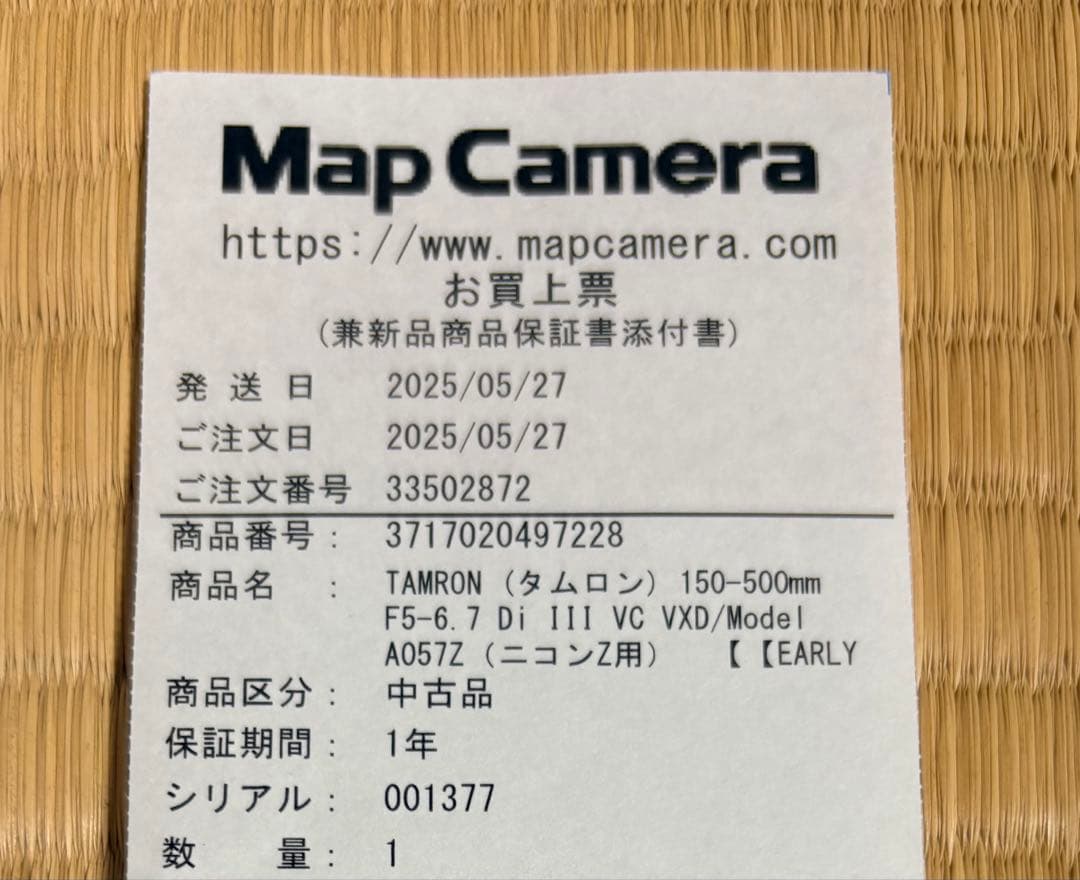 Map Camera
https://www.mapcamera.com
お買上票
(兼新品商品保証書添付書)
発 送 日 2025/05/27
ご注文日 2025/05/27
ご注文番号 33502872
商品番号： 3717020497228
商品名 ： TAMRON (タムロン) 150-500mm
F5-6.7 Di III VC VXD/Model
A057Z (ニコンZ用) 【【EARLY
商品区分： 中古品
保証期間： 1年
シリアル： 001377
数 量： 1